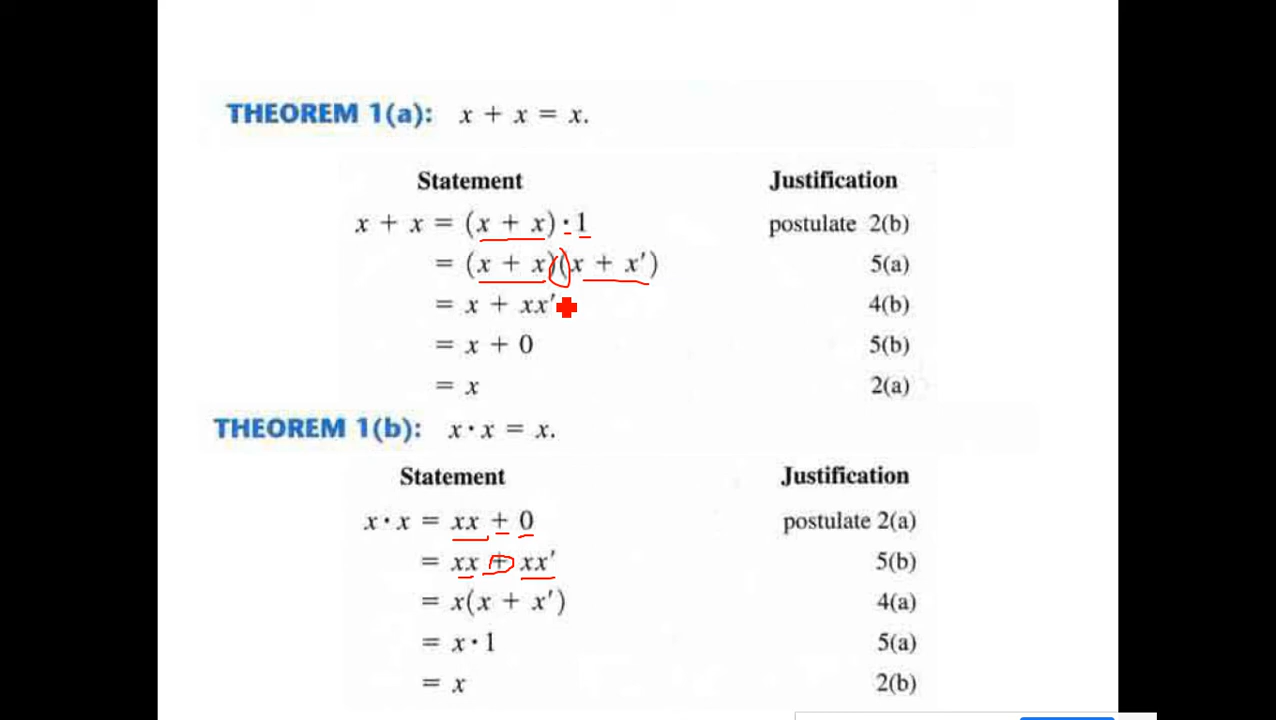 THEOREM 1(a): x + x = x.
Statement Justification
x + x = (x + x) · 1 postulate 2(b)
= (x + x)(x + x′) 5(a)
= x + xx′ 4(b)
= x + 0 5(b)
= x 2(a)
THEOREM 1(b): x · x = x.
Statement Justification
x · x = xx + 0 postulate 2(a)
= xx + xx′ 5(b)
= x(x + x′) 4(a)
= x · 1 5(a)
= x 2(b)